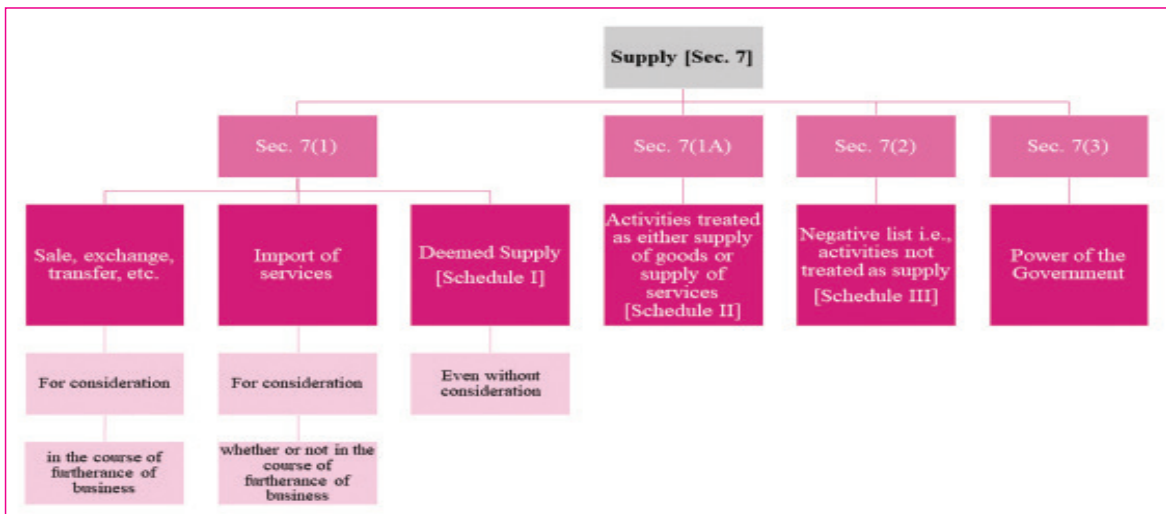 Supply [Sec. 7]
Sec. 7(1)
Sec. 7(1A)
Sec. 7(2)
Sec. 7(3)
Sale, exchange,
transfer, etc.
Import of
services
Deemed Supply
[Schedule I]
Activities treated
as either supply
of goods or
supply of
services
[Schedule II]
Negative list i.e.,
activities not
treated as supply
[Schedule III]
Power of the
Government
For consideration
For consideration
Even without
consideration
in the course of
furtherance of
business
whether or not in the
course of
furtherance of
business